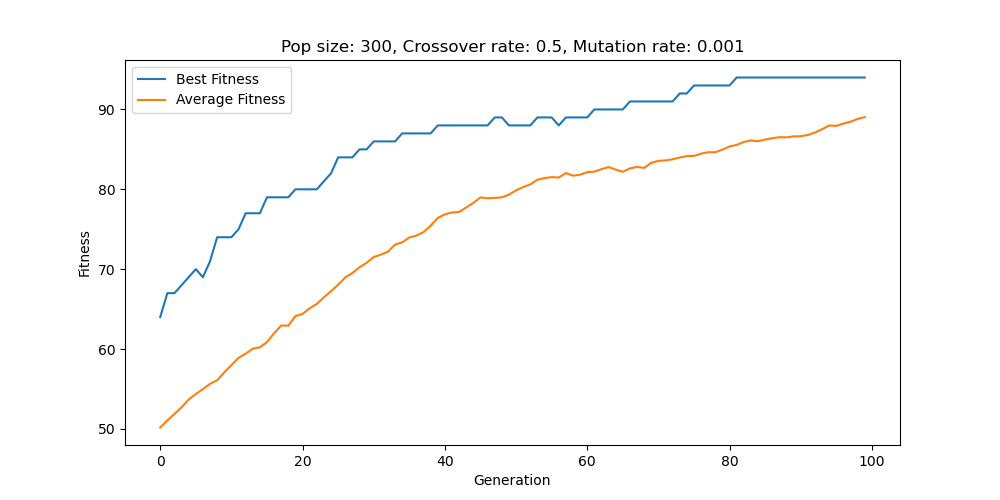 Pop size: 300, Crossover rate: 0.5, Mutation rate: 0.001
Best Fitness
Average Fitness
90
80
70
60
50
Fitness
0 20 40 60 80 100
Generation